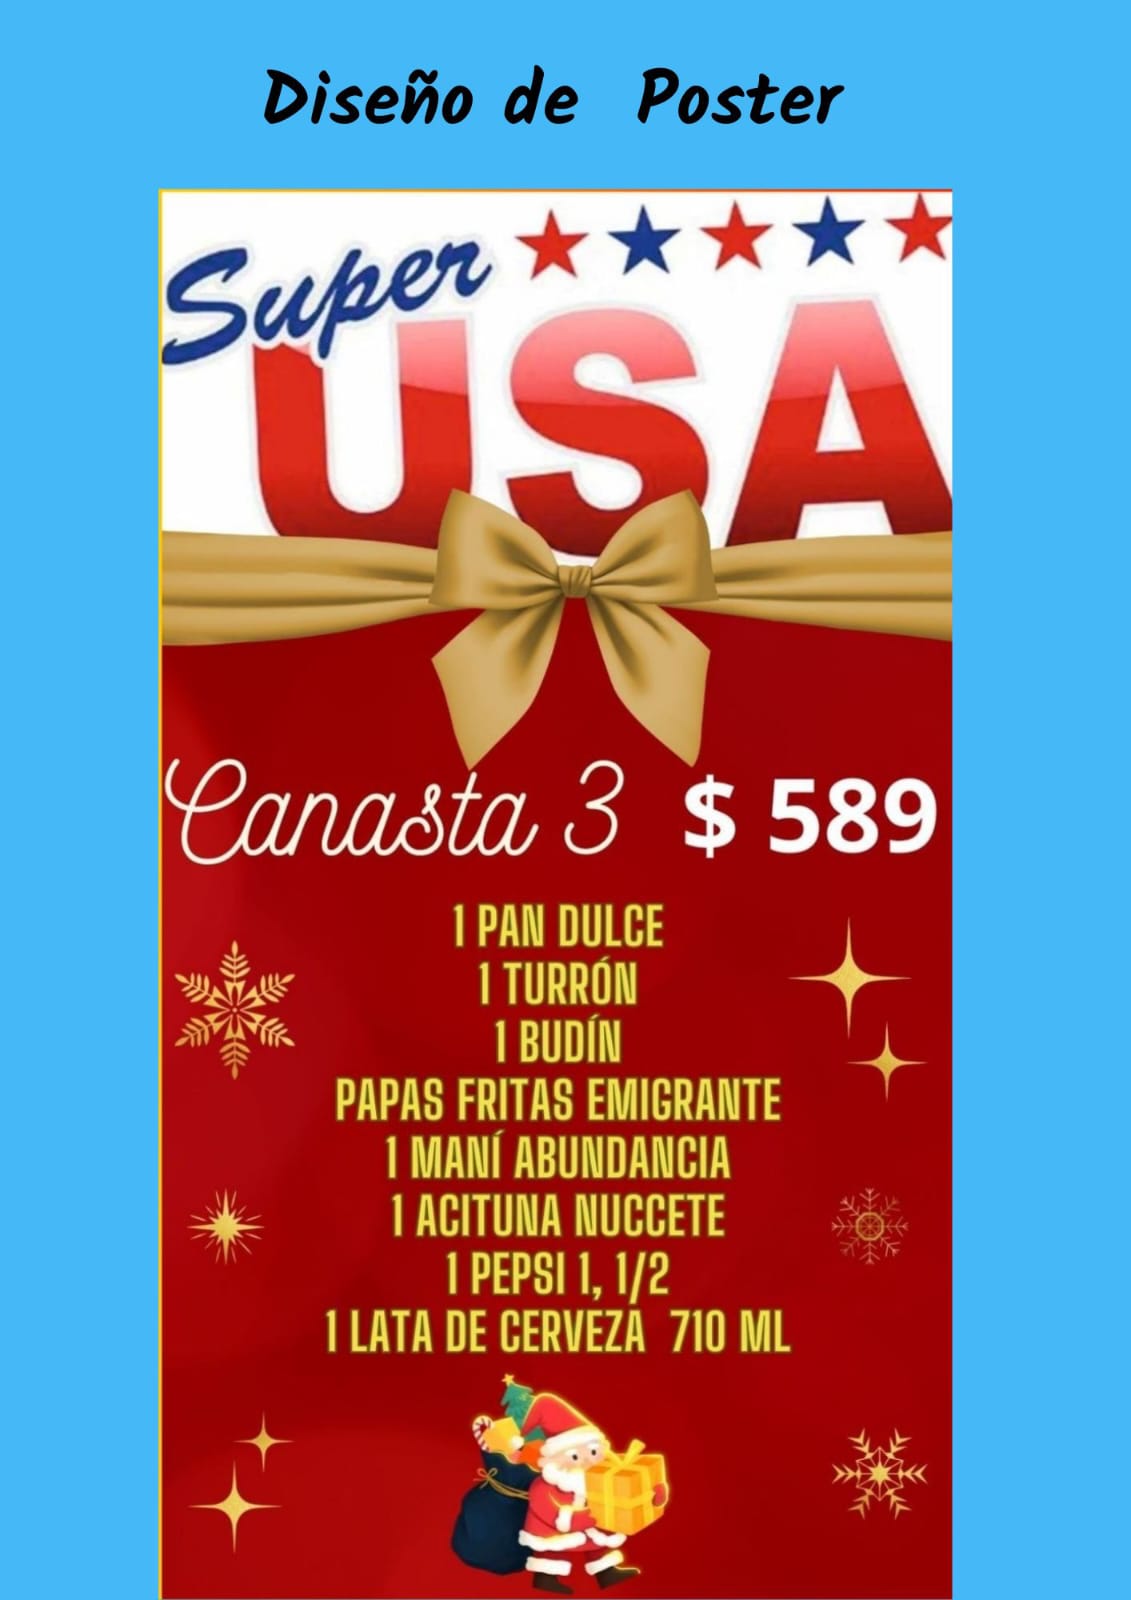 Diseño de Poster
Super
USA
Canasta 3 $ 589
1 PAN DULCE
1 TURRÓN
1 BUDÍN
PAPAS FRITAS EMIGRANTE
1 MANÍ ABUNDANCIA
1 ACITUNA NUCCETE
1 PEPSI 1, 1/2
1 LATA DE CERVEZA 710 ML